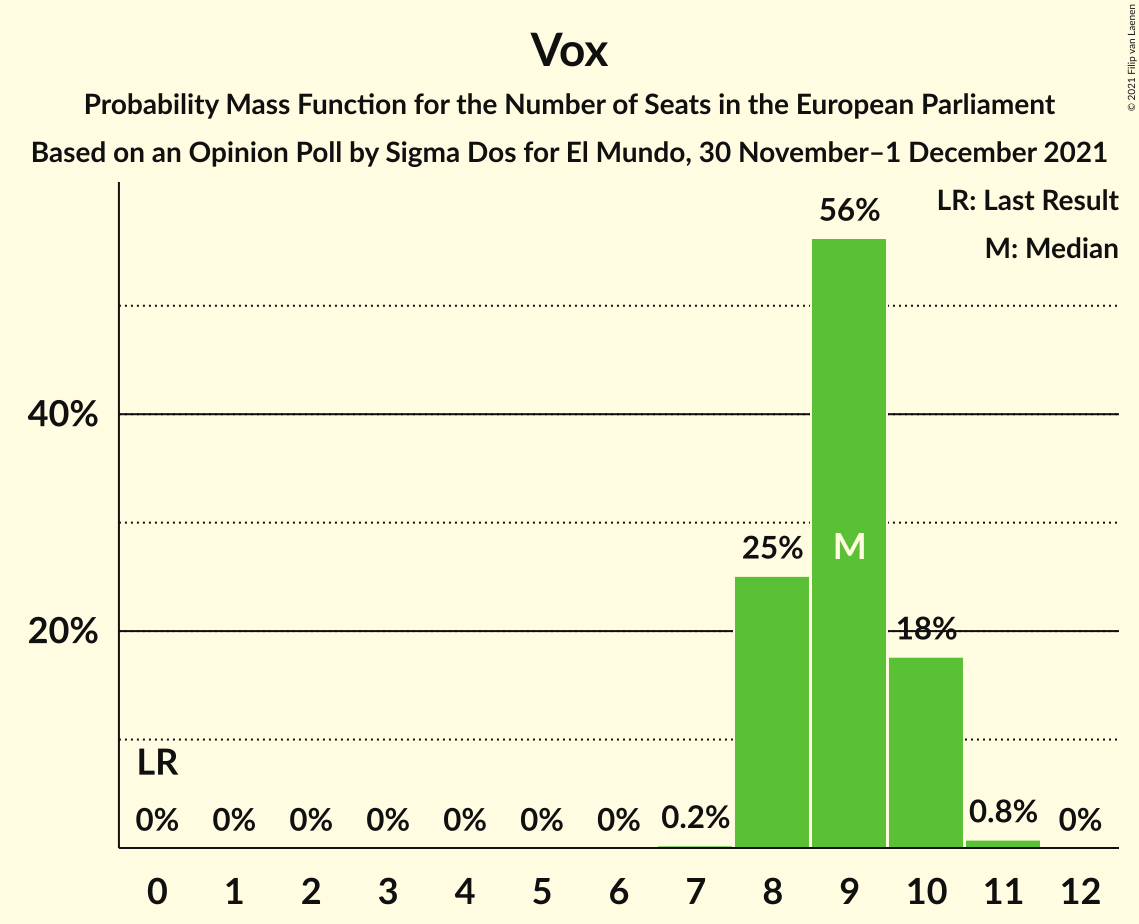 Vox
Probability Mass Function for the Number of Seats in the European Parliament
Based on an Opinion Poll by Sigma Dos for El Mundo, 30 November–1 December 2021
© 2021 Filip van Laenen
LR: Last Result
M: Median
56%
40%
25%
M
20%
18%
LR
0% 0% 0% 0% 0% 0% 0% 0.2% 0.8% 0%
0 1 2 3 4 5 6 7 8 9 10 11 12